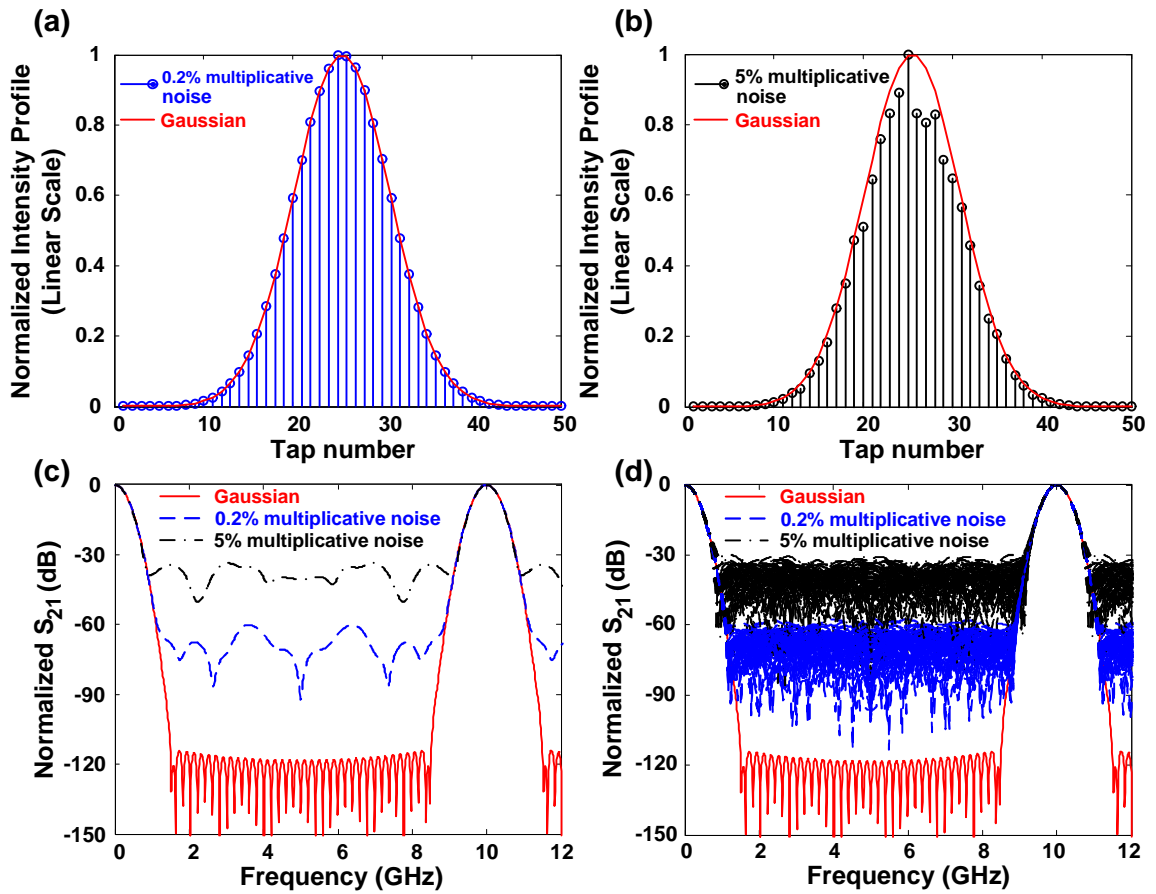 (a)
Normalized Intensity Profile
(Linear Scale)
1
0.8
0.6
0.4
0.2
0
0.2% multiplicative
noise
Gaussian
10
20
30
40
50
Tap number
(b)
Normalized Intensity Profile
(Linear Scale)
1
0.8
0.6
0.4
0.2
0
5% multiplicative
noise
Gaussian
10
20
30
40
50
Tap number
(c)
Normalized S21 (dB)
0
-30
-60
-90
-120
-150
Gaussian
0.2% multiplicative noise
5% multiplicative noise
0
2
4
6
8
10
12
Frequency (GHz)
(d)
Normalized S21 (dB)
0
-30
-60
-90
-120
-150
Gaussian
0.2% multiplicative noise
5% multiplicative noise
0
2
4
6
8
10
12
Frequency (GHz)